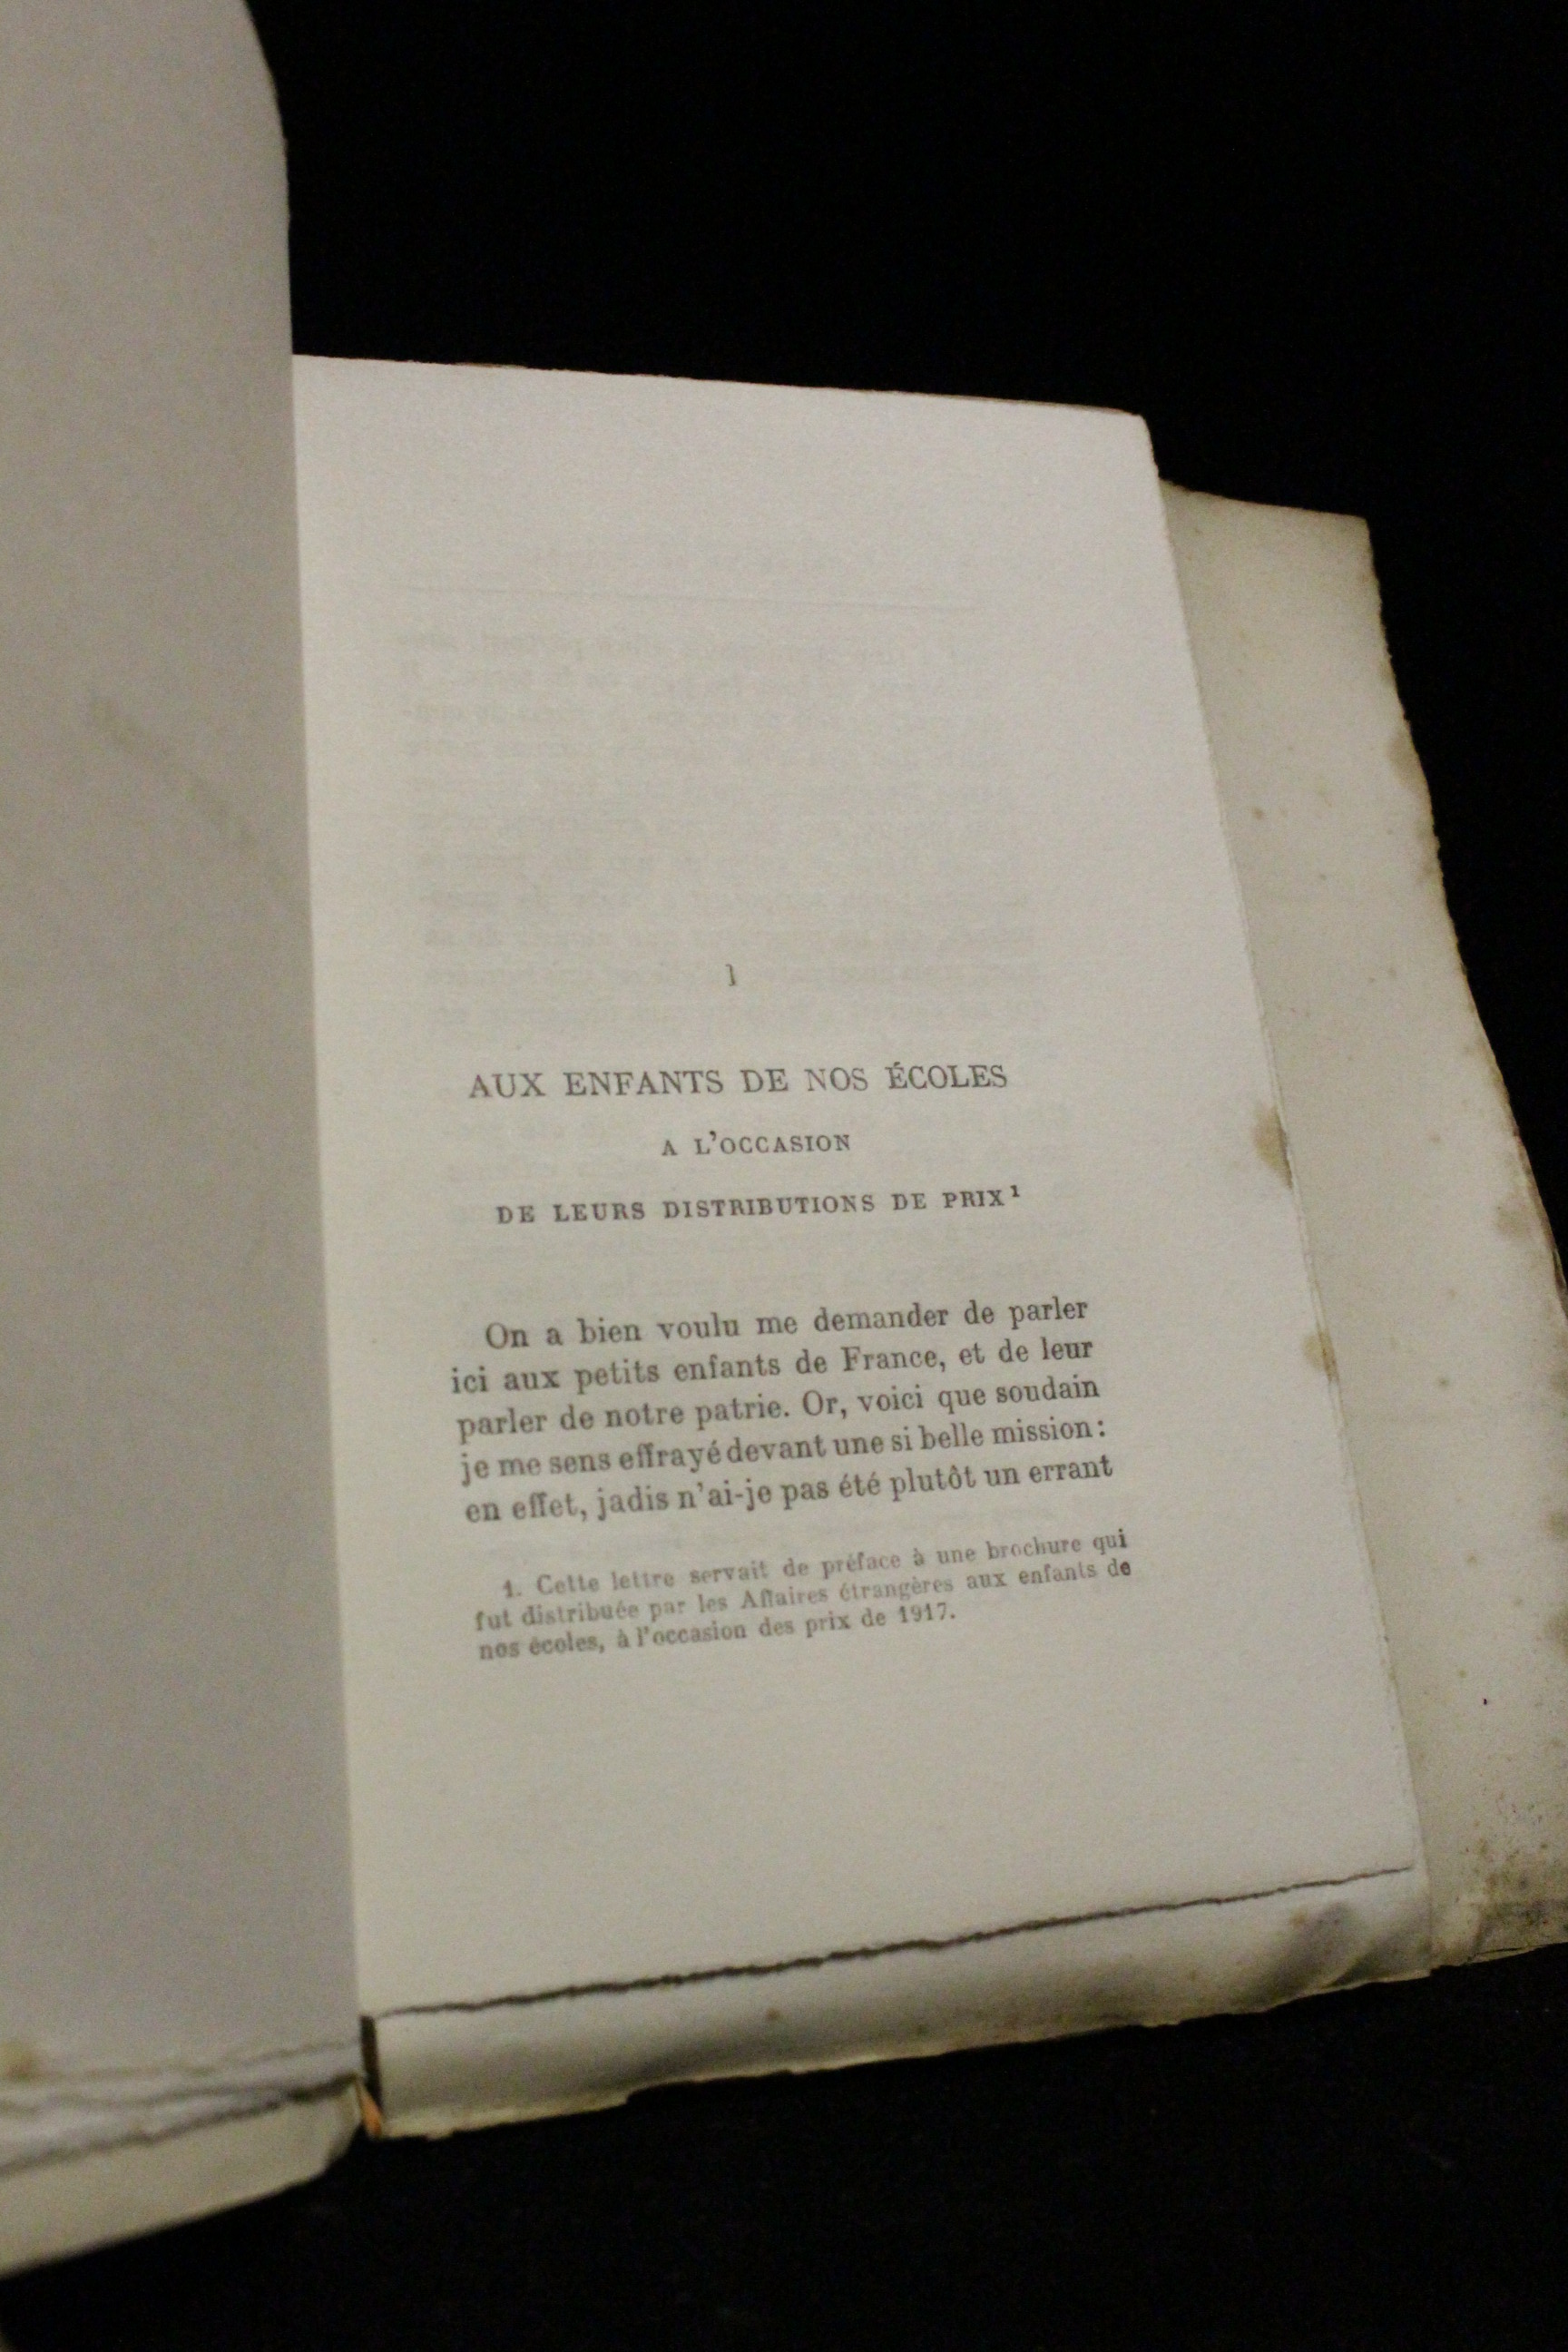 I
AUX ENFANTS DE NOS ÉCOLES
A L'OCCASION
DE LEURS DISTRIBUTIONS DE PRIX¹
On a bien voulu me demander de parler
ici aux petits enfants de France, et de leur
parler de notre patrie. Or, voici que soudain
je me sens effrayé devant une si belle mission :
en effet, jadis n'ai-je pas été plutôt un errant
1. Cette lettre servait de préface à une brochure qui
fut distribuée par les Affaires étrangères aux enfants de
nos écoles, à l'occasion des prix de 1917.